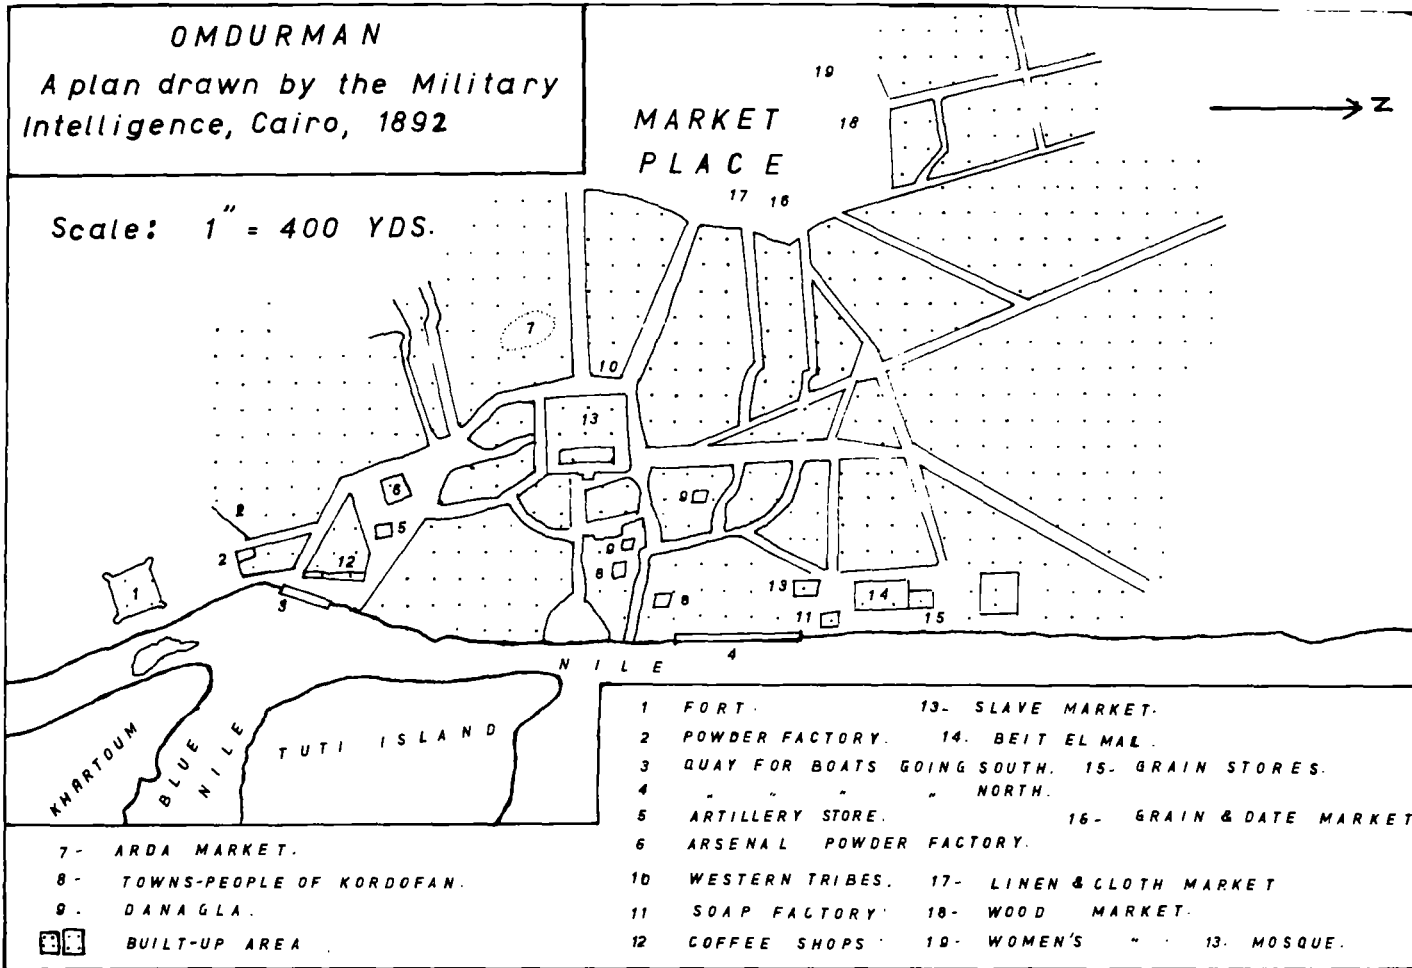 OMDURMAN
A plan drawn by the Military
Intelligence, Cairo, 1892
Scale: 1" = 400 YDS.
MARKET
PLACE
N
19
18
17 16
7
10
13
6
5
9
2
2
12
1
3
9
8
8
13
14
11
15
4
NILE
KHARTOUM
BLUE
NILE
TUTI ISLAND
1 FORT. 13- SLAVE MARKET.
2 POWDER FACTORY. 14. BEIT EL MAL.
3 QUAY FOR BOATS GOING SOUTH. 15- GRAIN STORES.
4 " " " " NORTH.
5 ARTILLERY STORE. 16- GRAIN & DATE MARKET
6 ARSENAL POWDER FACTORY.
7- ARDA MARKET.
8- TOWNS-PEOPLE OF KORDOFAN.
9. DANAGLA.
BUILT-UP AREA
10 WESTERN TRIBES. 17- LINEN & CLOTH MARKET
11 SOAP FACTORY 18- WOOD MARKET.
12 COFFEE SHOPS 19- WOMEN'S " 13. MOSQUE.